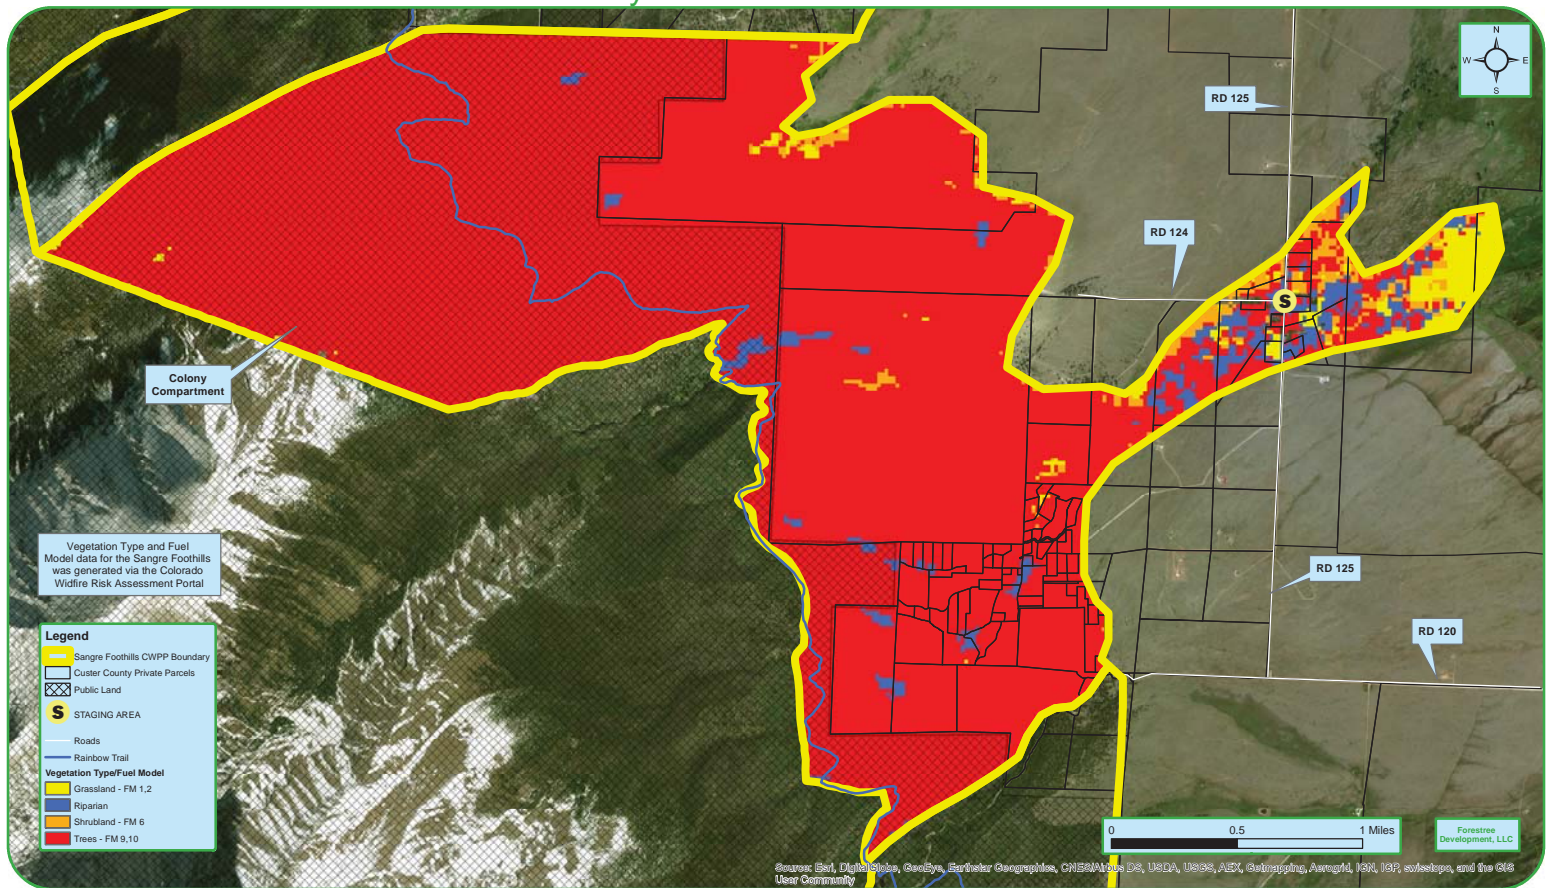 N
W E
S
RD 125
RD 124
S
Colony
Compartment
Vegetation Type and Fuel
Model data for the Sangre Foothills
was generated via the Colorado
Widfire Risk Assessment Portal
RD 125
RD 120
Legend
Sangre Foothills CWPP Boundary
Custer County Private Parcels
Public Land
S STAGING AREA
Roads
Rainbow Trail
Vegetation Type/Fuel Model
Grassland - FM 1,2
Riparian
Shrubland - FM 6
Trees - FM 9,10
0 0.5 1 Miles
Forestree
Development, LLC
Source: Esri, DigitalGlobe, GeoEye, Earthstar Geographics, CNES/Airbus DS, USDA, USGS, AEX, Getmapping, Aerogrid, IGN, IGP, swisstopo, and the GIS
User Community